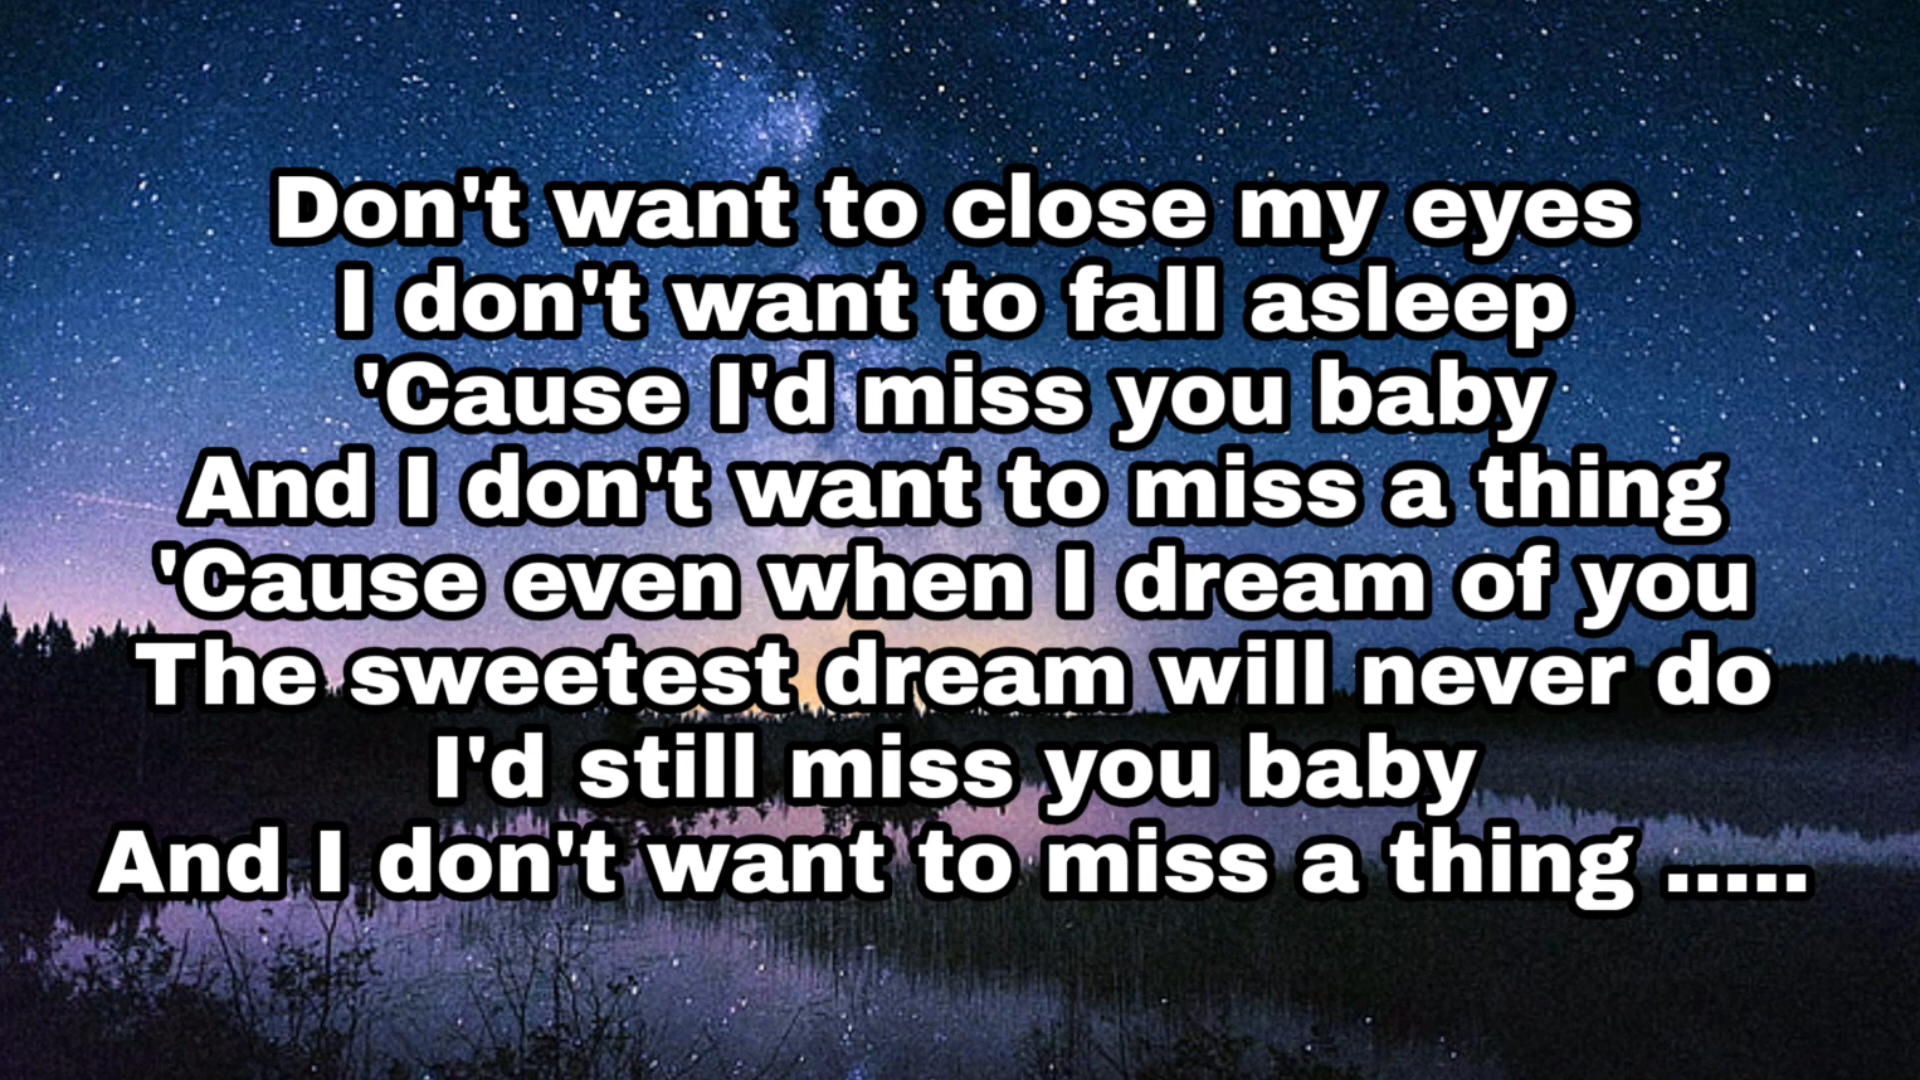 Don't want to close my eyes
I don't want to fall asleep
'Cause I'd miss you baby
And I don't want to miss a thing
'Cause even when I dream of you
The sweetest dream will never do
I'd still miss you baby
And I don't want to miss a thing .....